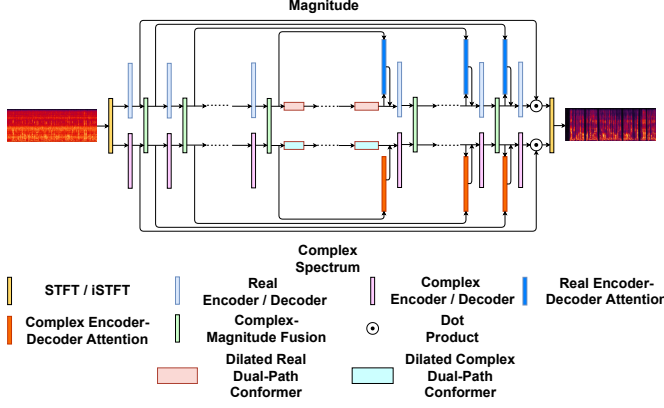 Magnitude
Complex
Spectrum
STFT / iSTFT
Real
Encoder / Decoder
Complex
Encoder / Decoder
Real Encoder-
Decoder Attention
Complex Encoder-
Decoder Attention
Complex-
Magnitude Fusion
Dot
Product
Dilated Real
Dual-Path
Conformer
Dilated Complex
Dual-Path
Conformer